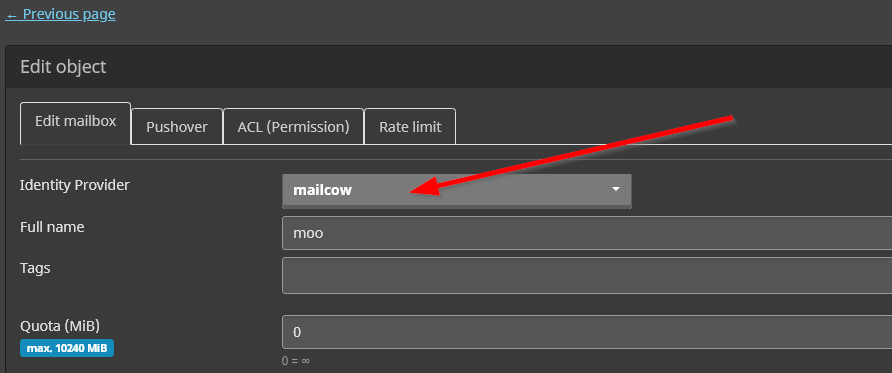 ← Previous page
Edit object
Edit mailbox Pushover ACL (Permission) Rate limit
Identity Provider mailcow
Full name moo
Tags
Quota (MiB) 0
max. 10240 MiB
0 = ∞